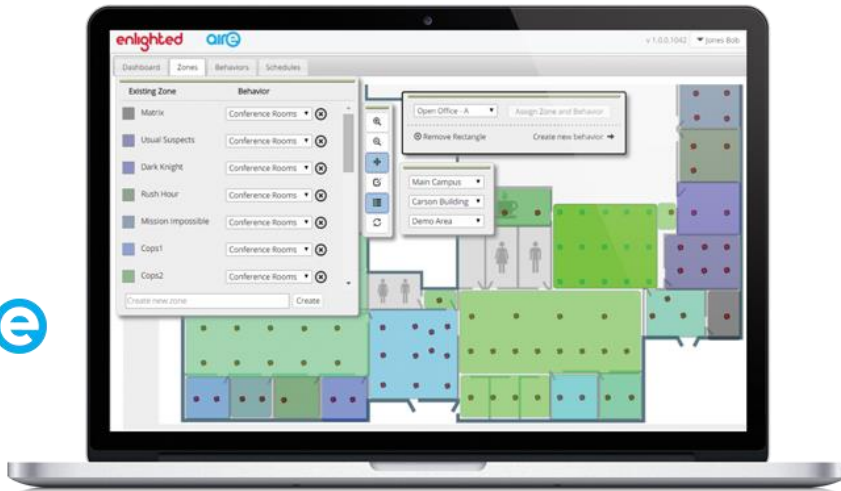 enlighted aire
v 1.0.0.1042 Jones Bob
Dashboard Zones Behaviors Schedules
Existing Zone Behavior
Matrix Conference Rooms
Usual Suspects Conference Rooms
Dark Knight Conference Rooms
Rush Hour Conference Rooms
Mission Impossible Conference Rooms
Cops1 Conference Rooms
Cops2 Conference Rooms
Create new zone Create
Open Office - A Assign Zone and Behavior
Remove Rectangle Create new behavior
Main Campus
Carson Building
Demo Area
e